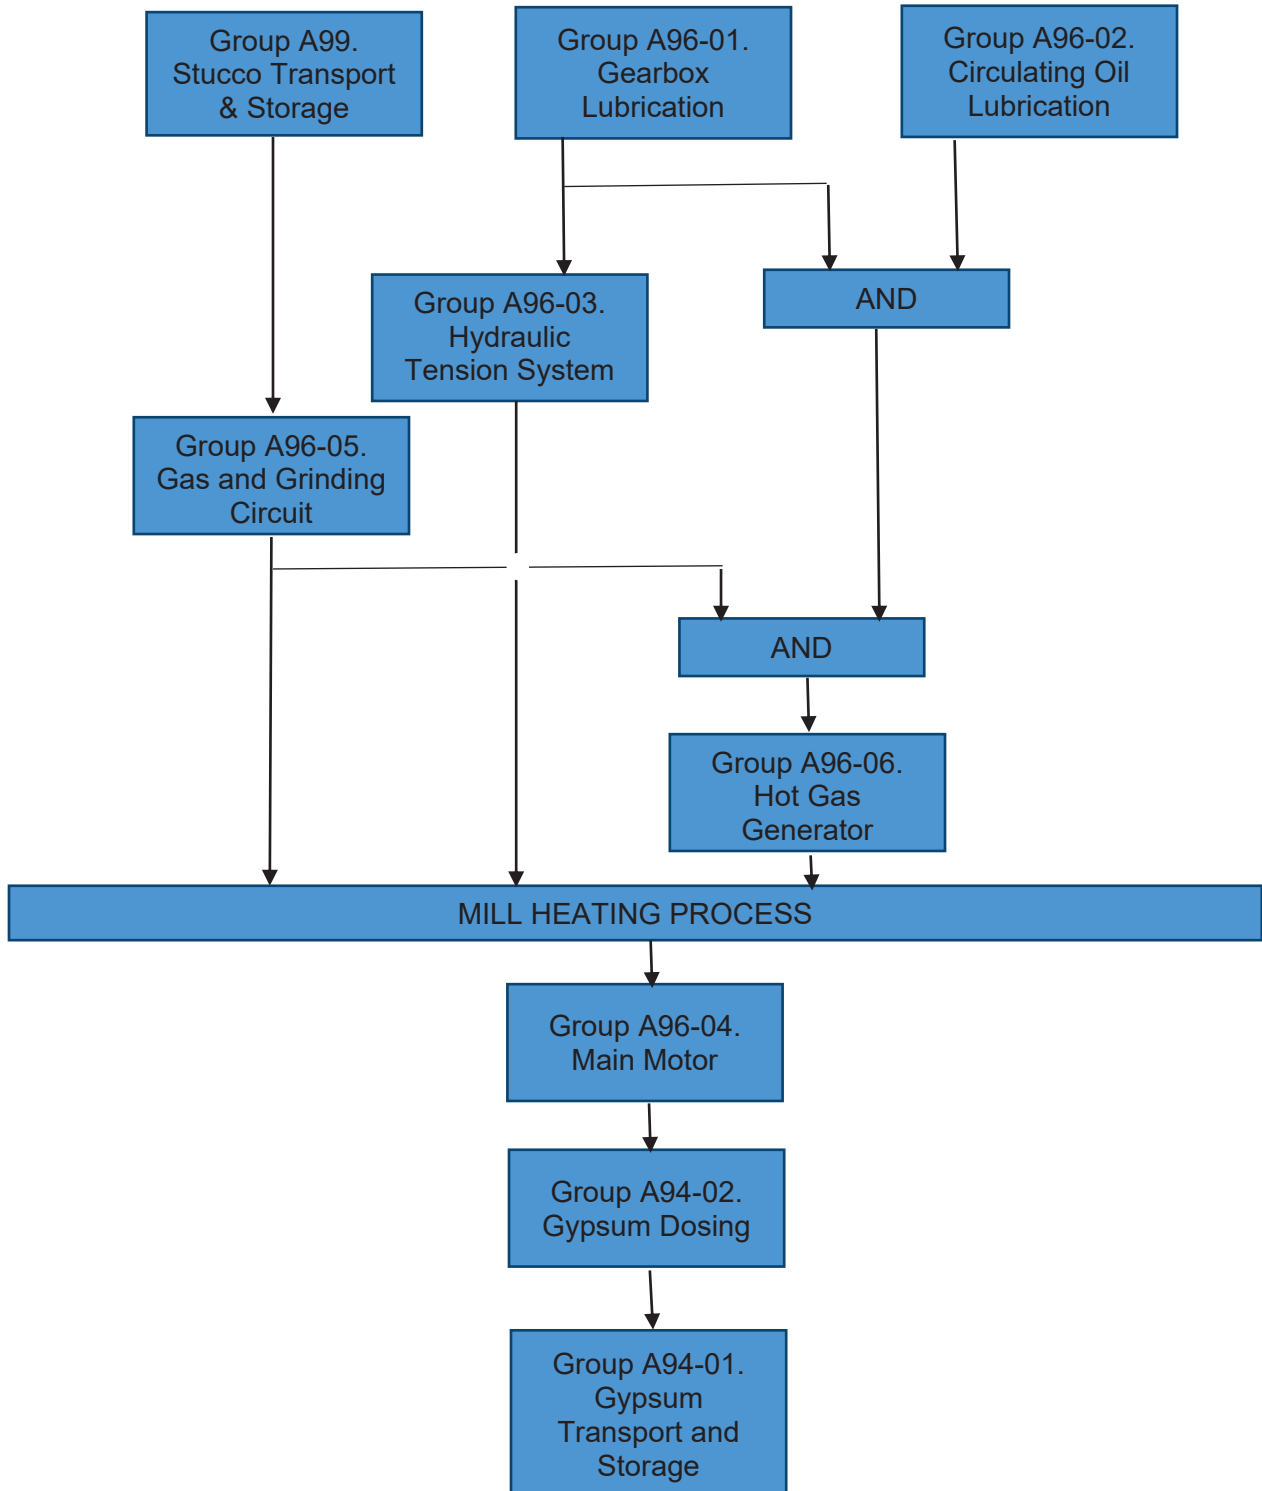 Group A99.
Stucco Transport
& Storage
Group A96-01.
Gearbox
Lubrication
Group A96-02.
Circulating Oil
Lubrication
Group A96-03.
Hydraulic
Tension System
AND
Group A96-05.
Gas and Grinding
Circuit
AND
Group A96-06.
Hot Gas
Generator
MILL HEATING PROCESS
Group A96-04.
Main Motor
Group A94-02.
Gypsum Dosing
Group A94-01.
Gypsum
Transport and
Storage